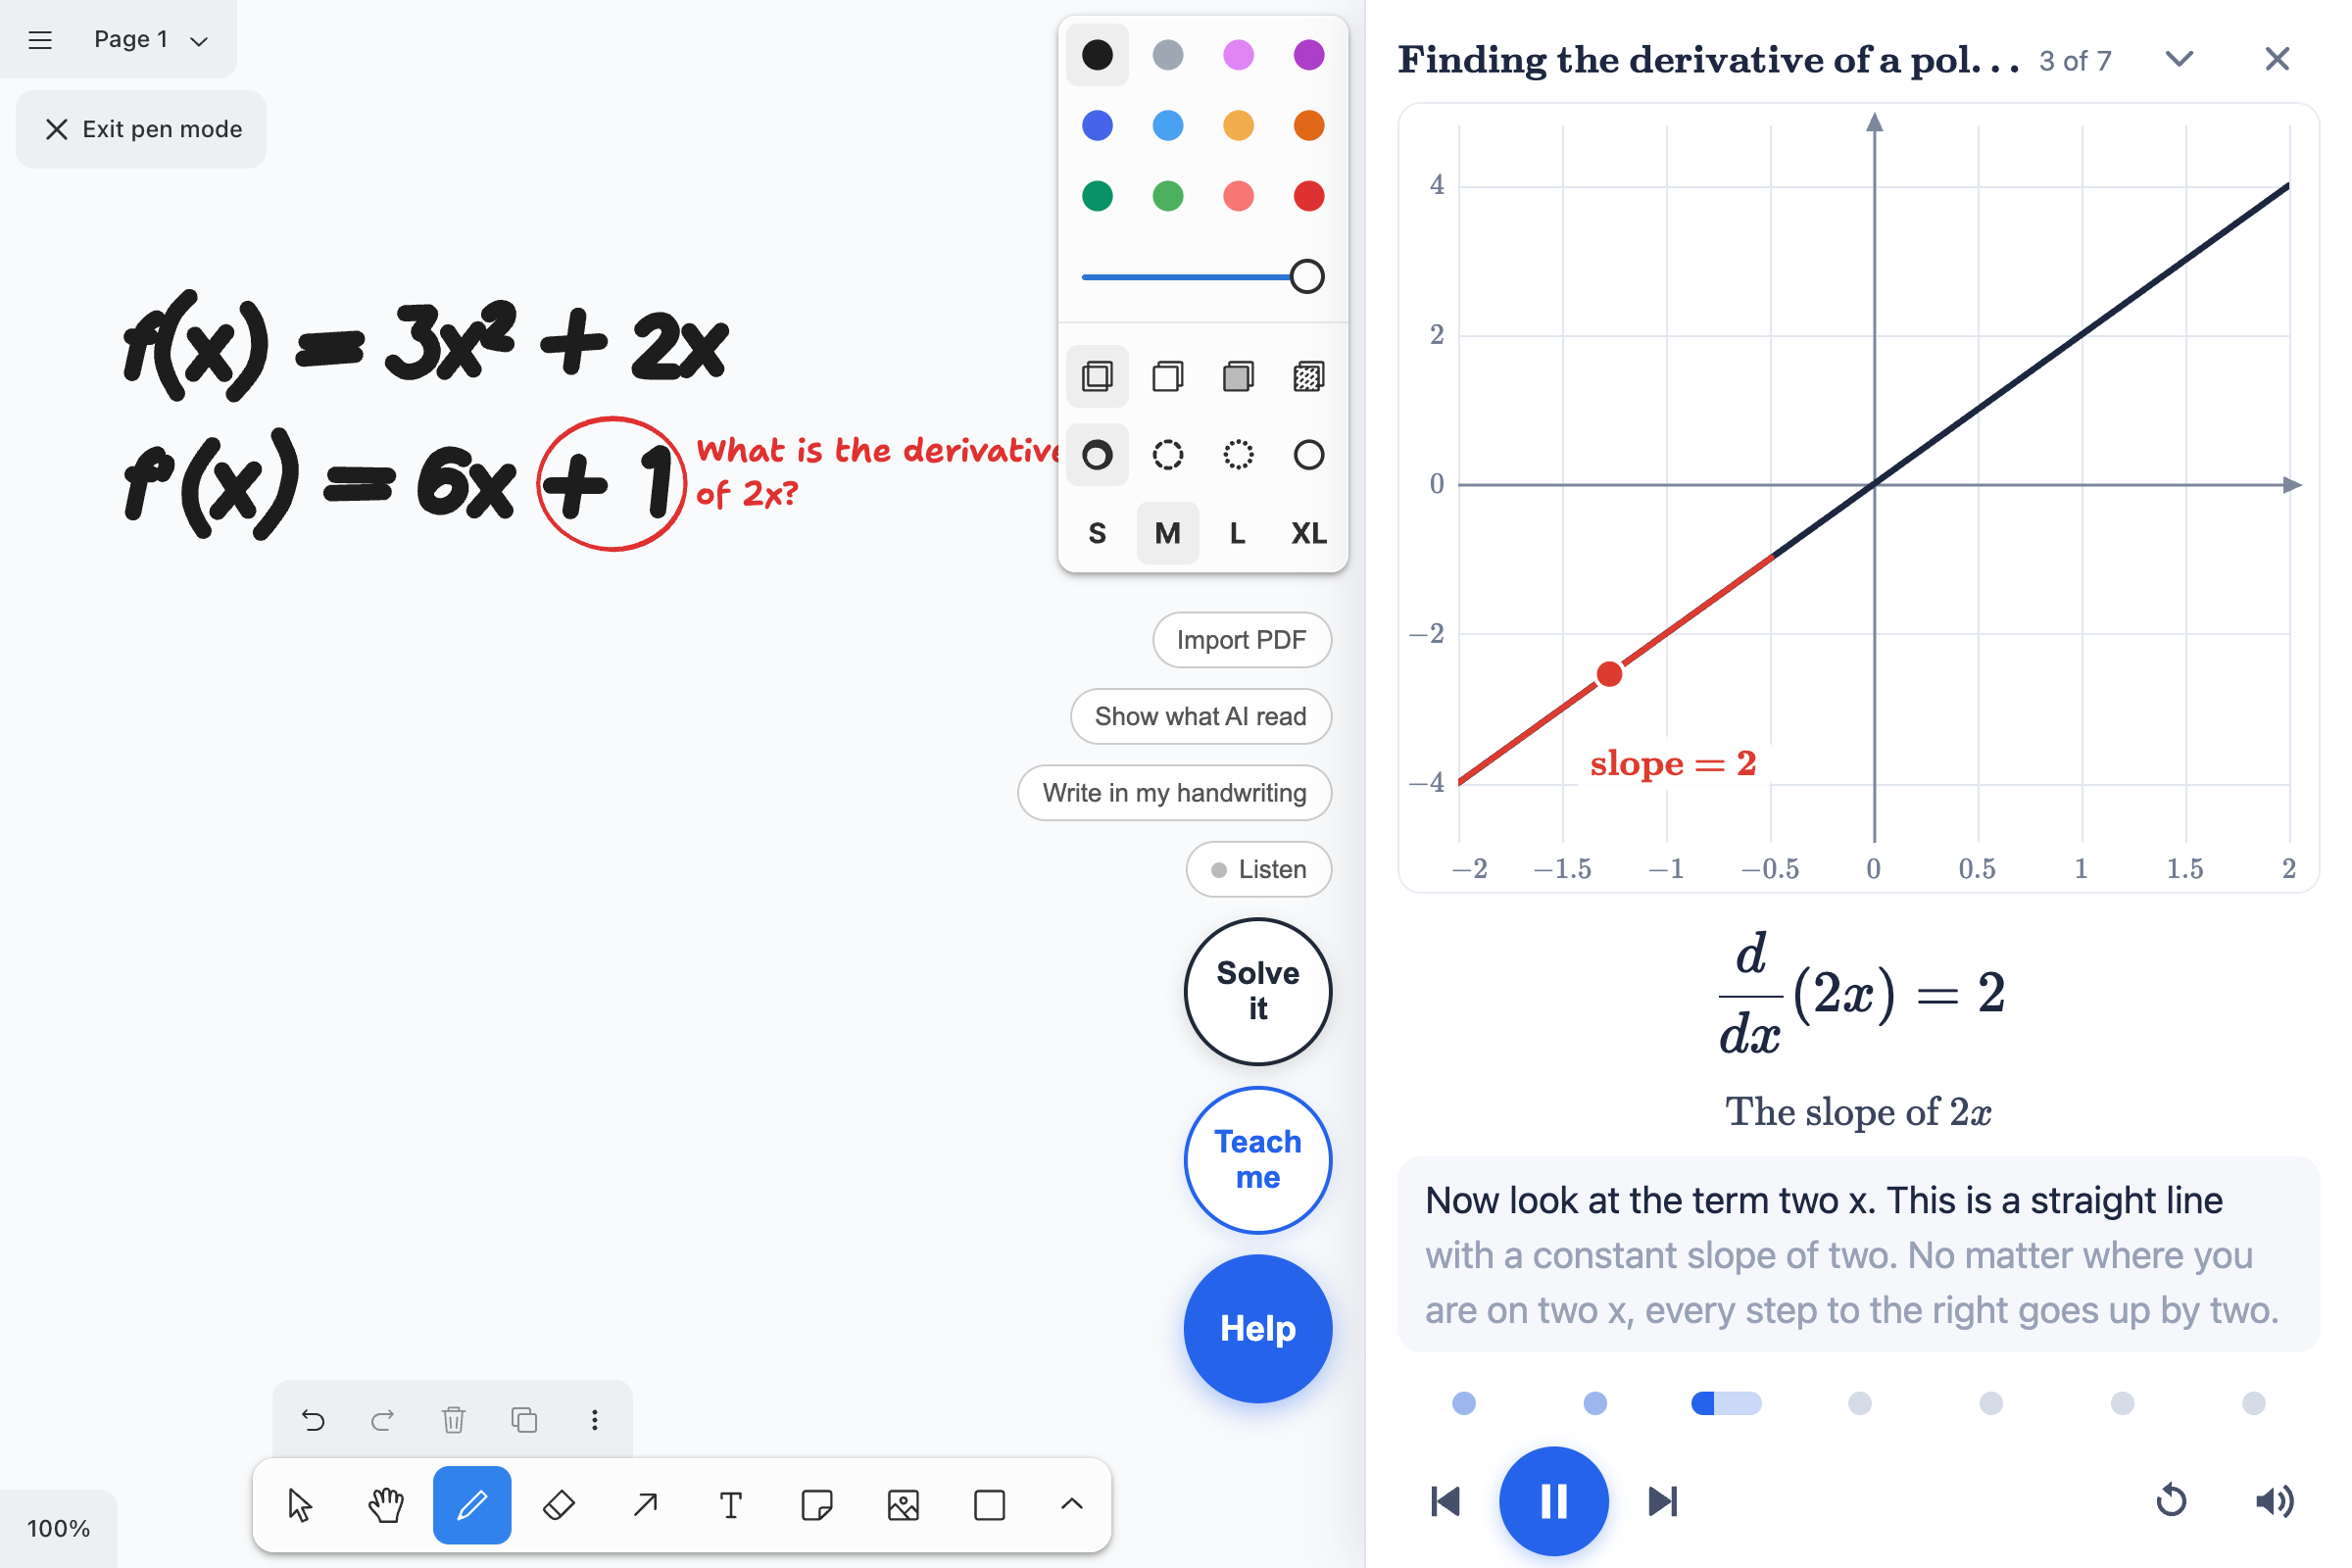 Page 1
Exit pen mode
f(x) = 3x² + 2x
f'(x) = 6x + 1
What is the derivative
of 2x?
S M L XL
Import PDF
Show what AI read
Write in my handwriting
Listen
Solve
it
Teach
me
Help
100%
T
Finding the derivative of a pol... 3 of 7
4
2
0
−2
−4
slope = 2
−2 −1.5 −1 −0.5 0 0.5 1 1.5 2
d/dx (2x) = 2
The slope of 2x
Now look at the term two x. This is a straight line
with a constant slope of two. No matter where you
are on two x, every step to the right goes up by two.